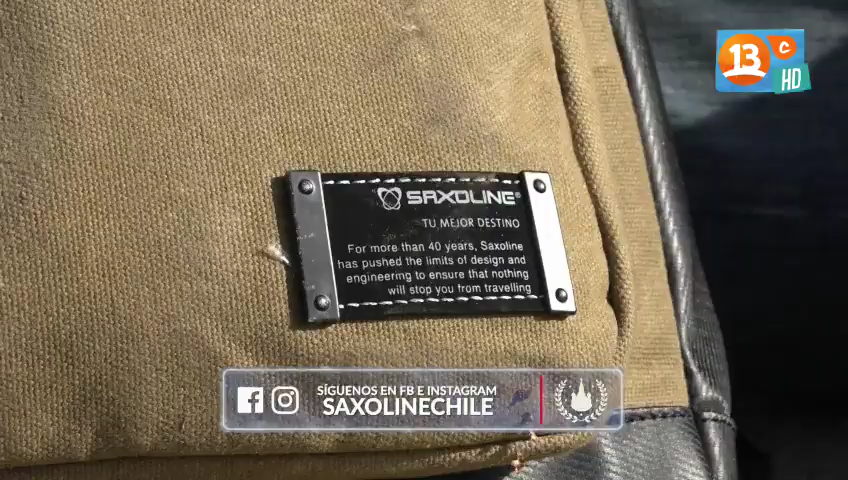 13 C
HD
SAXOLINE®
TU MEJOR DESTINO
For more than 40 years, Saxoline
has pushed the limits of design and
engineering to ensure that nothing
will stop you from travelling
SÍGUENOS EN FB E INSTAGRAM
SAXOLINECHILE